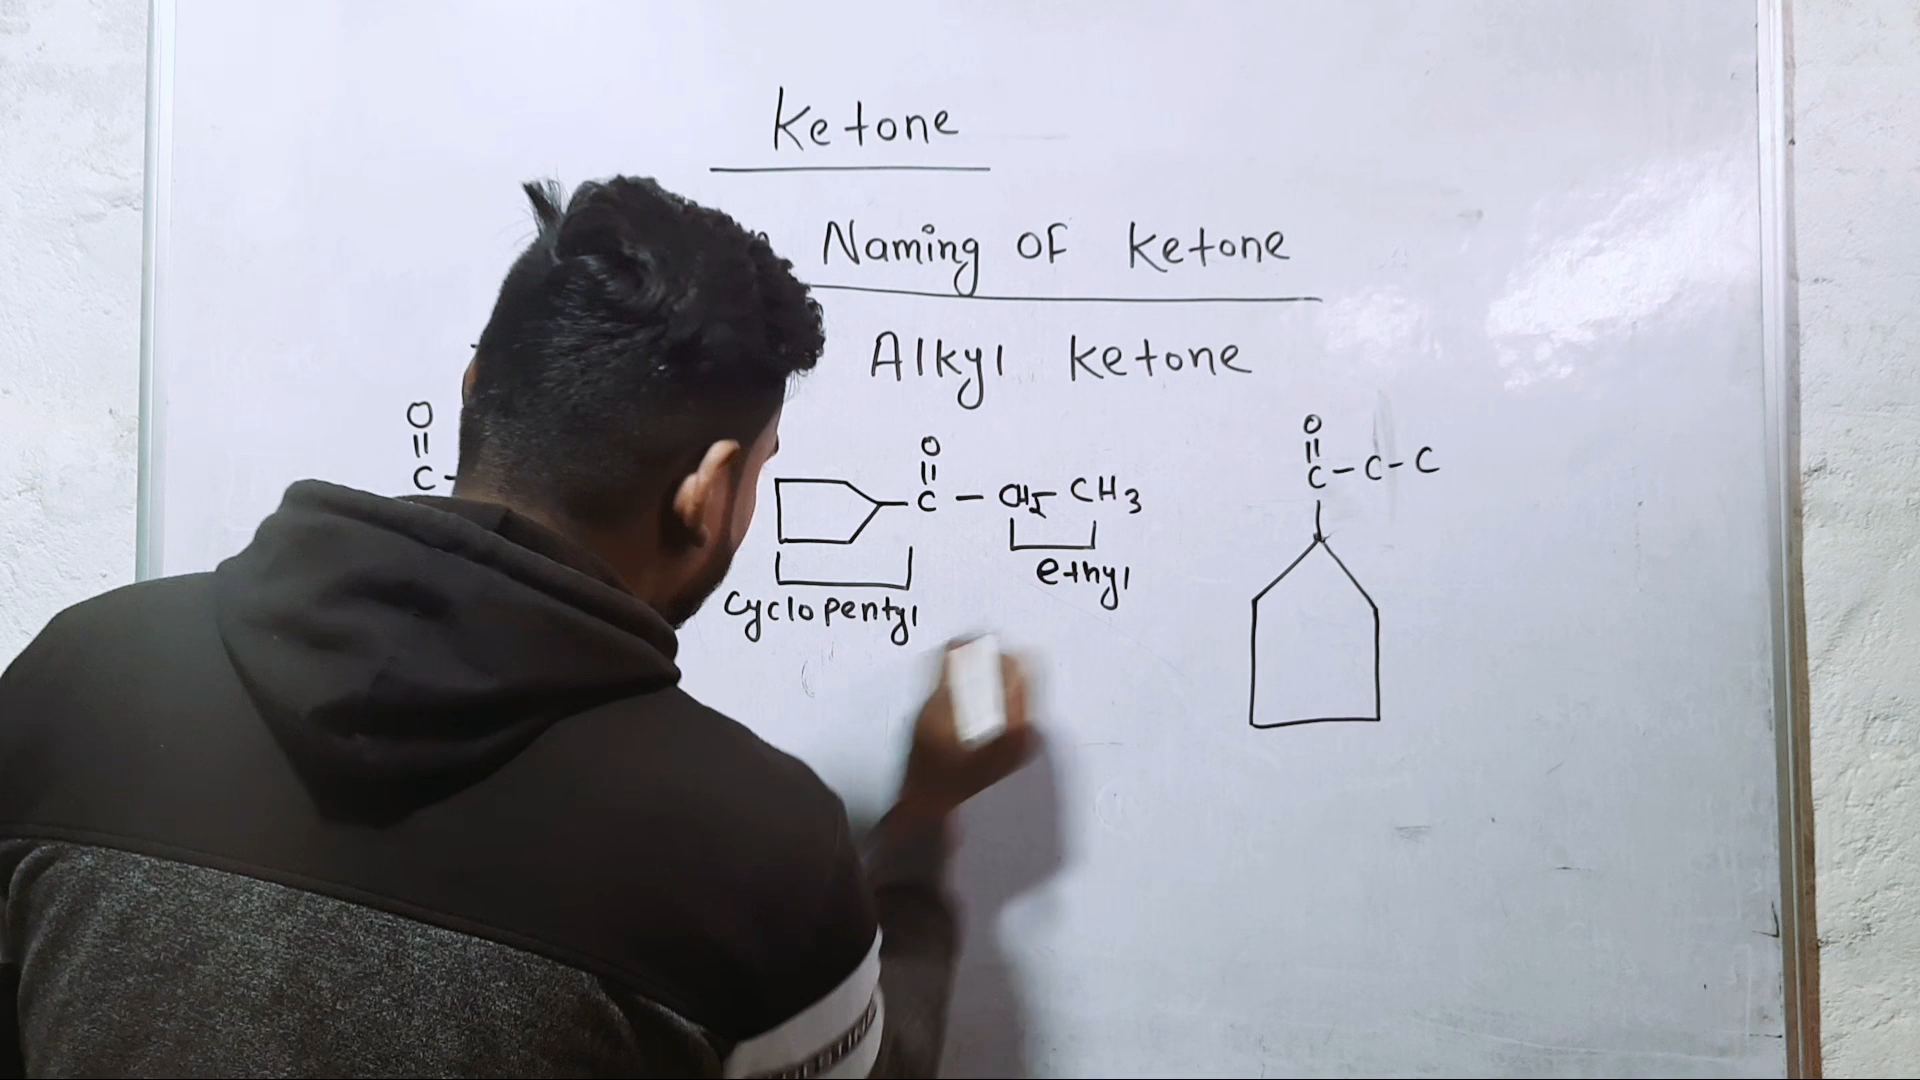 Ketone
Naming OF Ketone
Alkyl Ketone
O
||
C-
O
||
C - CH2- CH3
cyclopentyl
ethyl
O
||
C-C-C